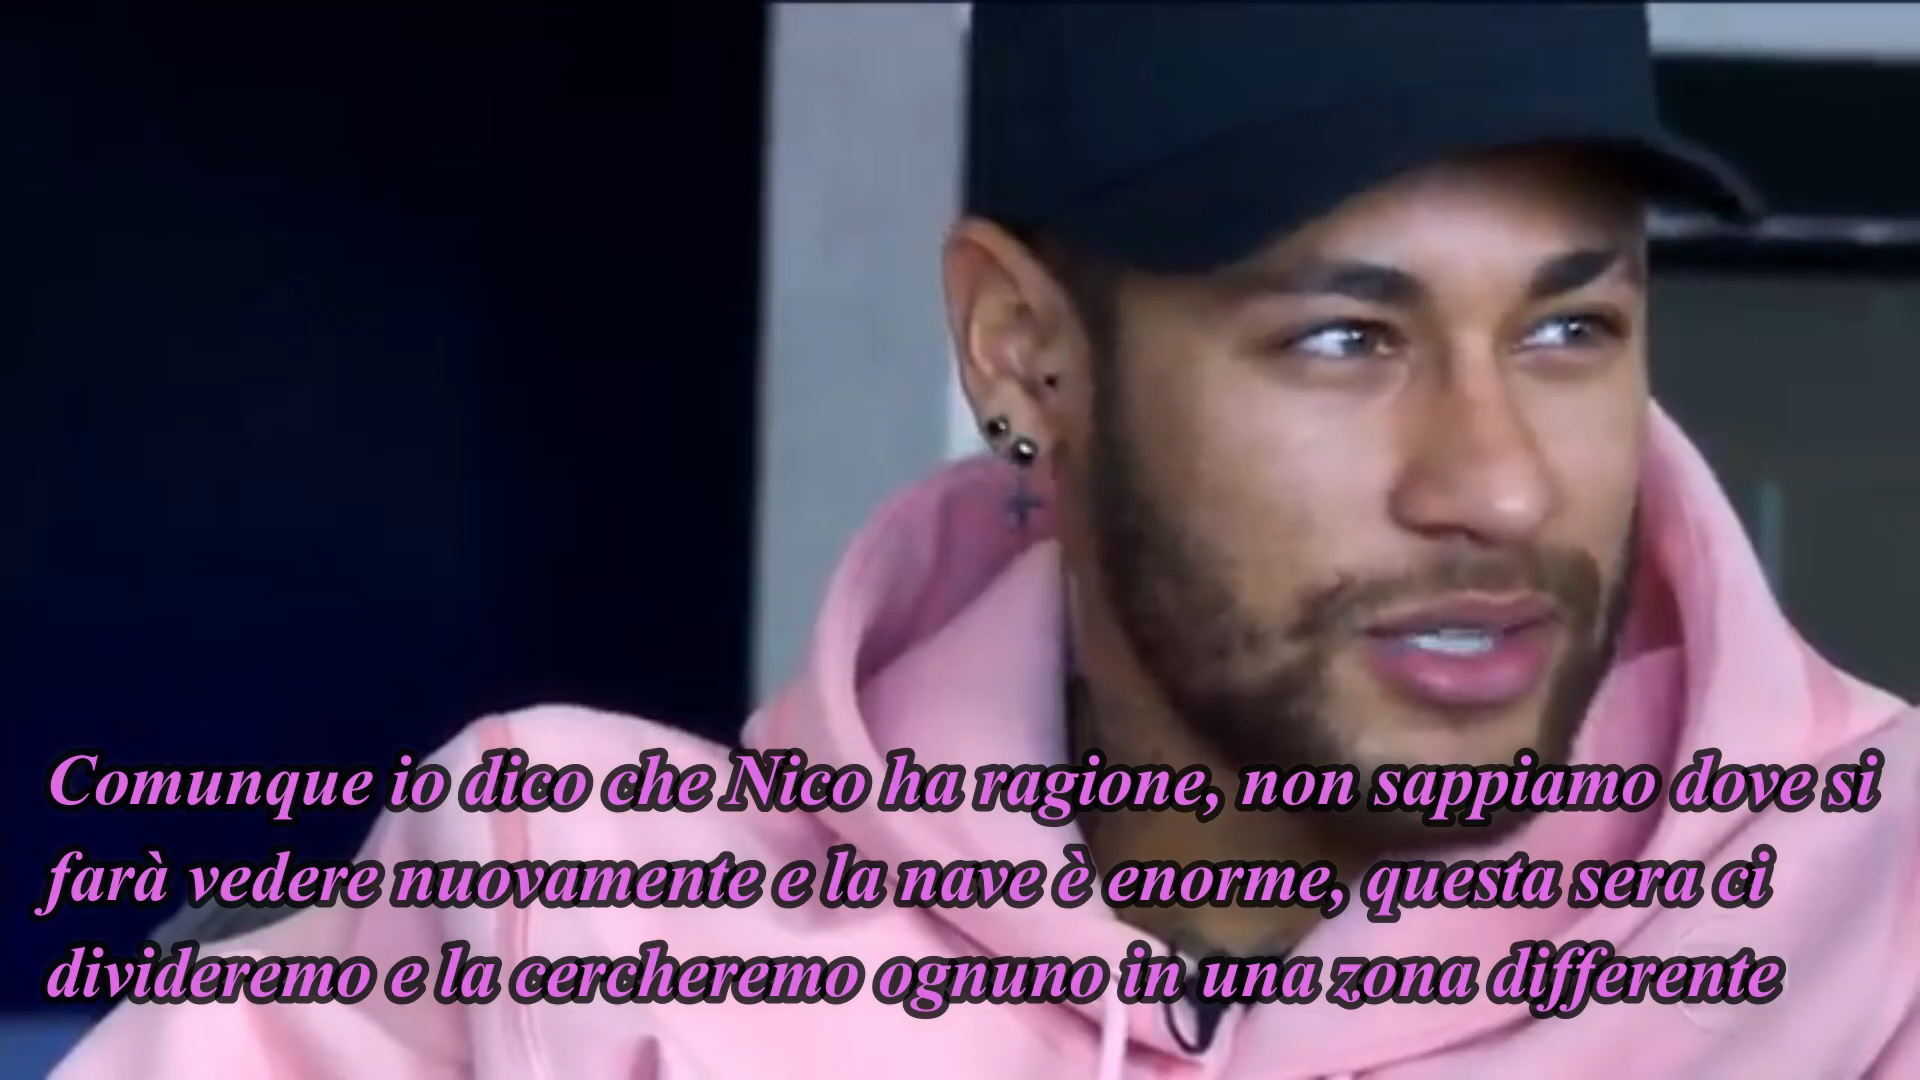 Comunque io dico che Nico ha ragione, non sappiamo dove si
farà vedere nuovamente e la nave è enorme, questa sera ci
divideremo e la cercheremo ognuno in una zona differente